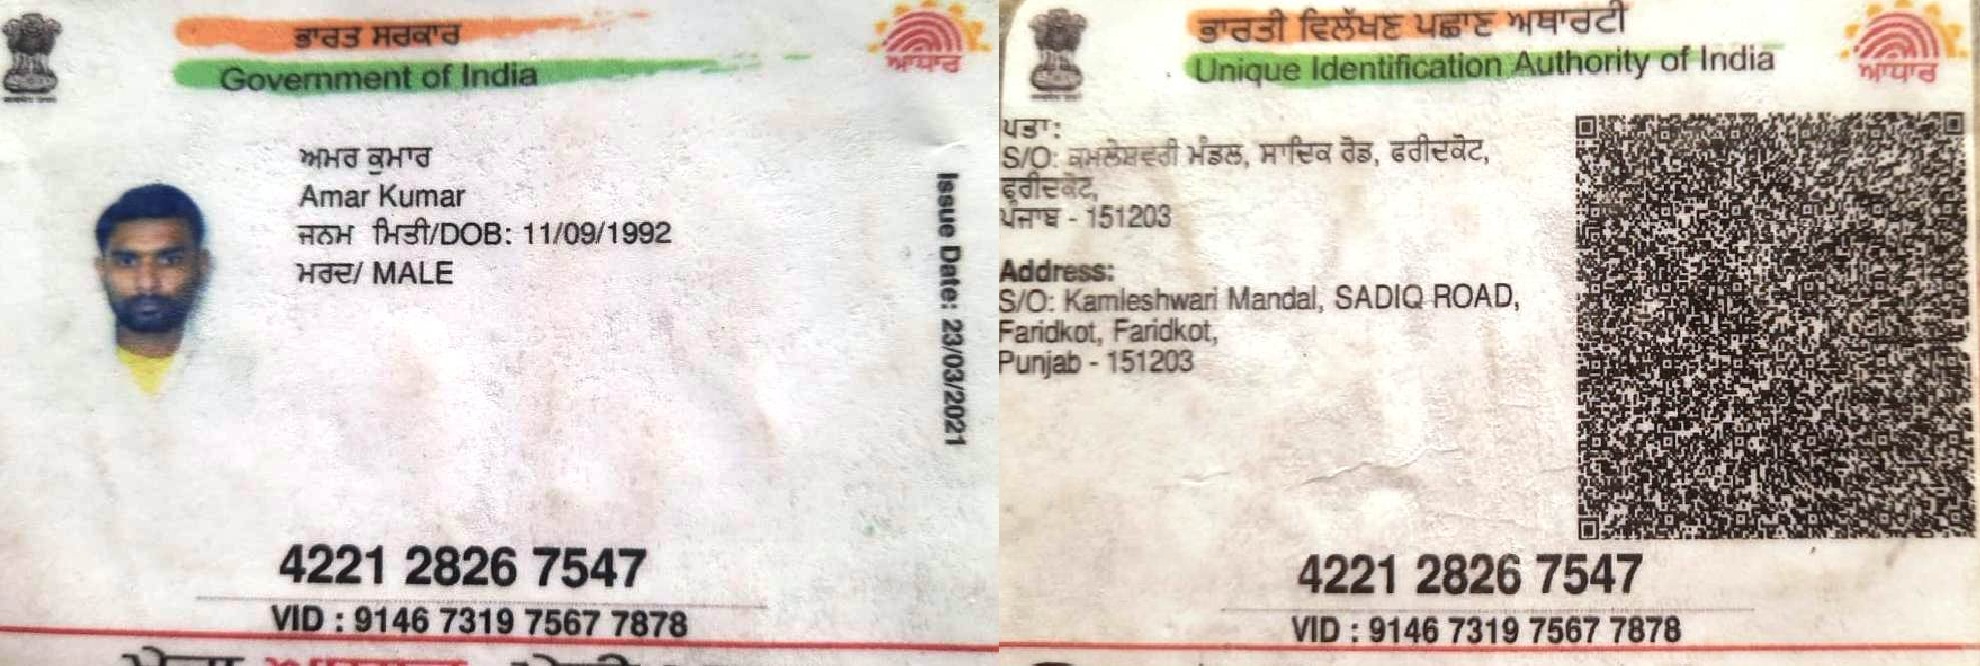 ਭਾਰਤ ਸਰਕਾਰ
Government of India
ਆਧਾਰ
ਅਮਰ ਕੁਮਾਰ
Amar Kumar
ਜਨਮ ਮਿਤੀ/DOB: 11/09/1992
ਮਰਦ/ MALE
Issue Date: 23/03/2021
4221 2826 7547
VID : 9146 7319 7567 7878
ਭਾਰਤੀ ਵਿਲੱਖਣ ਪਛਾਣ ਅਥਾਰਟੀ
Unique Identification Authority of India
ਆਧਾਰ
ਪਤਾ:
S/O: ਕਮਲੇਸ਼ਵਰੀ ਮੰਡਲ, ਸਾਦਿਕ ਰੋਡ, ਫਰੀਦਕੋਟ,
ਫਰੀਦਕੋਟ,
ਪੰਜਾਬ - 151203
Address:
S/O: Kamleshwari Mandal, SADIQ ROAD,
Faridkot, Faridkot,
Punjab - 151203
4221 2826 7547
VID : 9146 7319 7567 7878